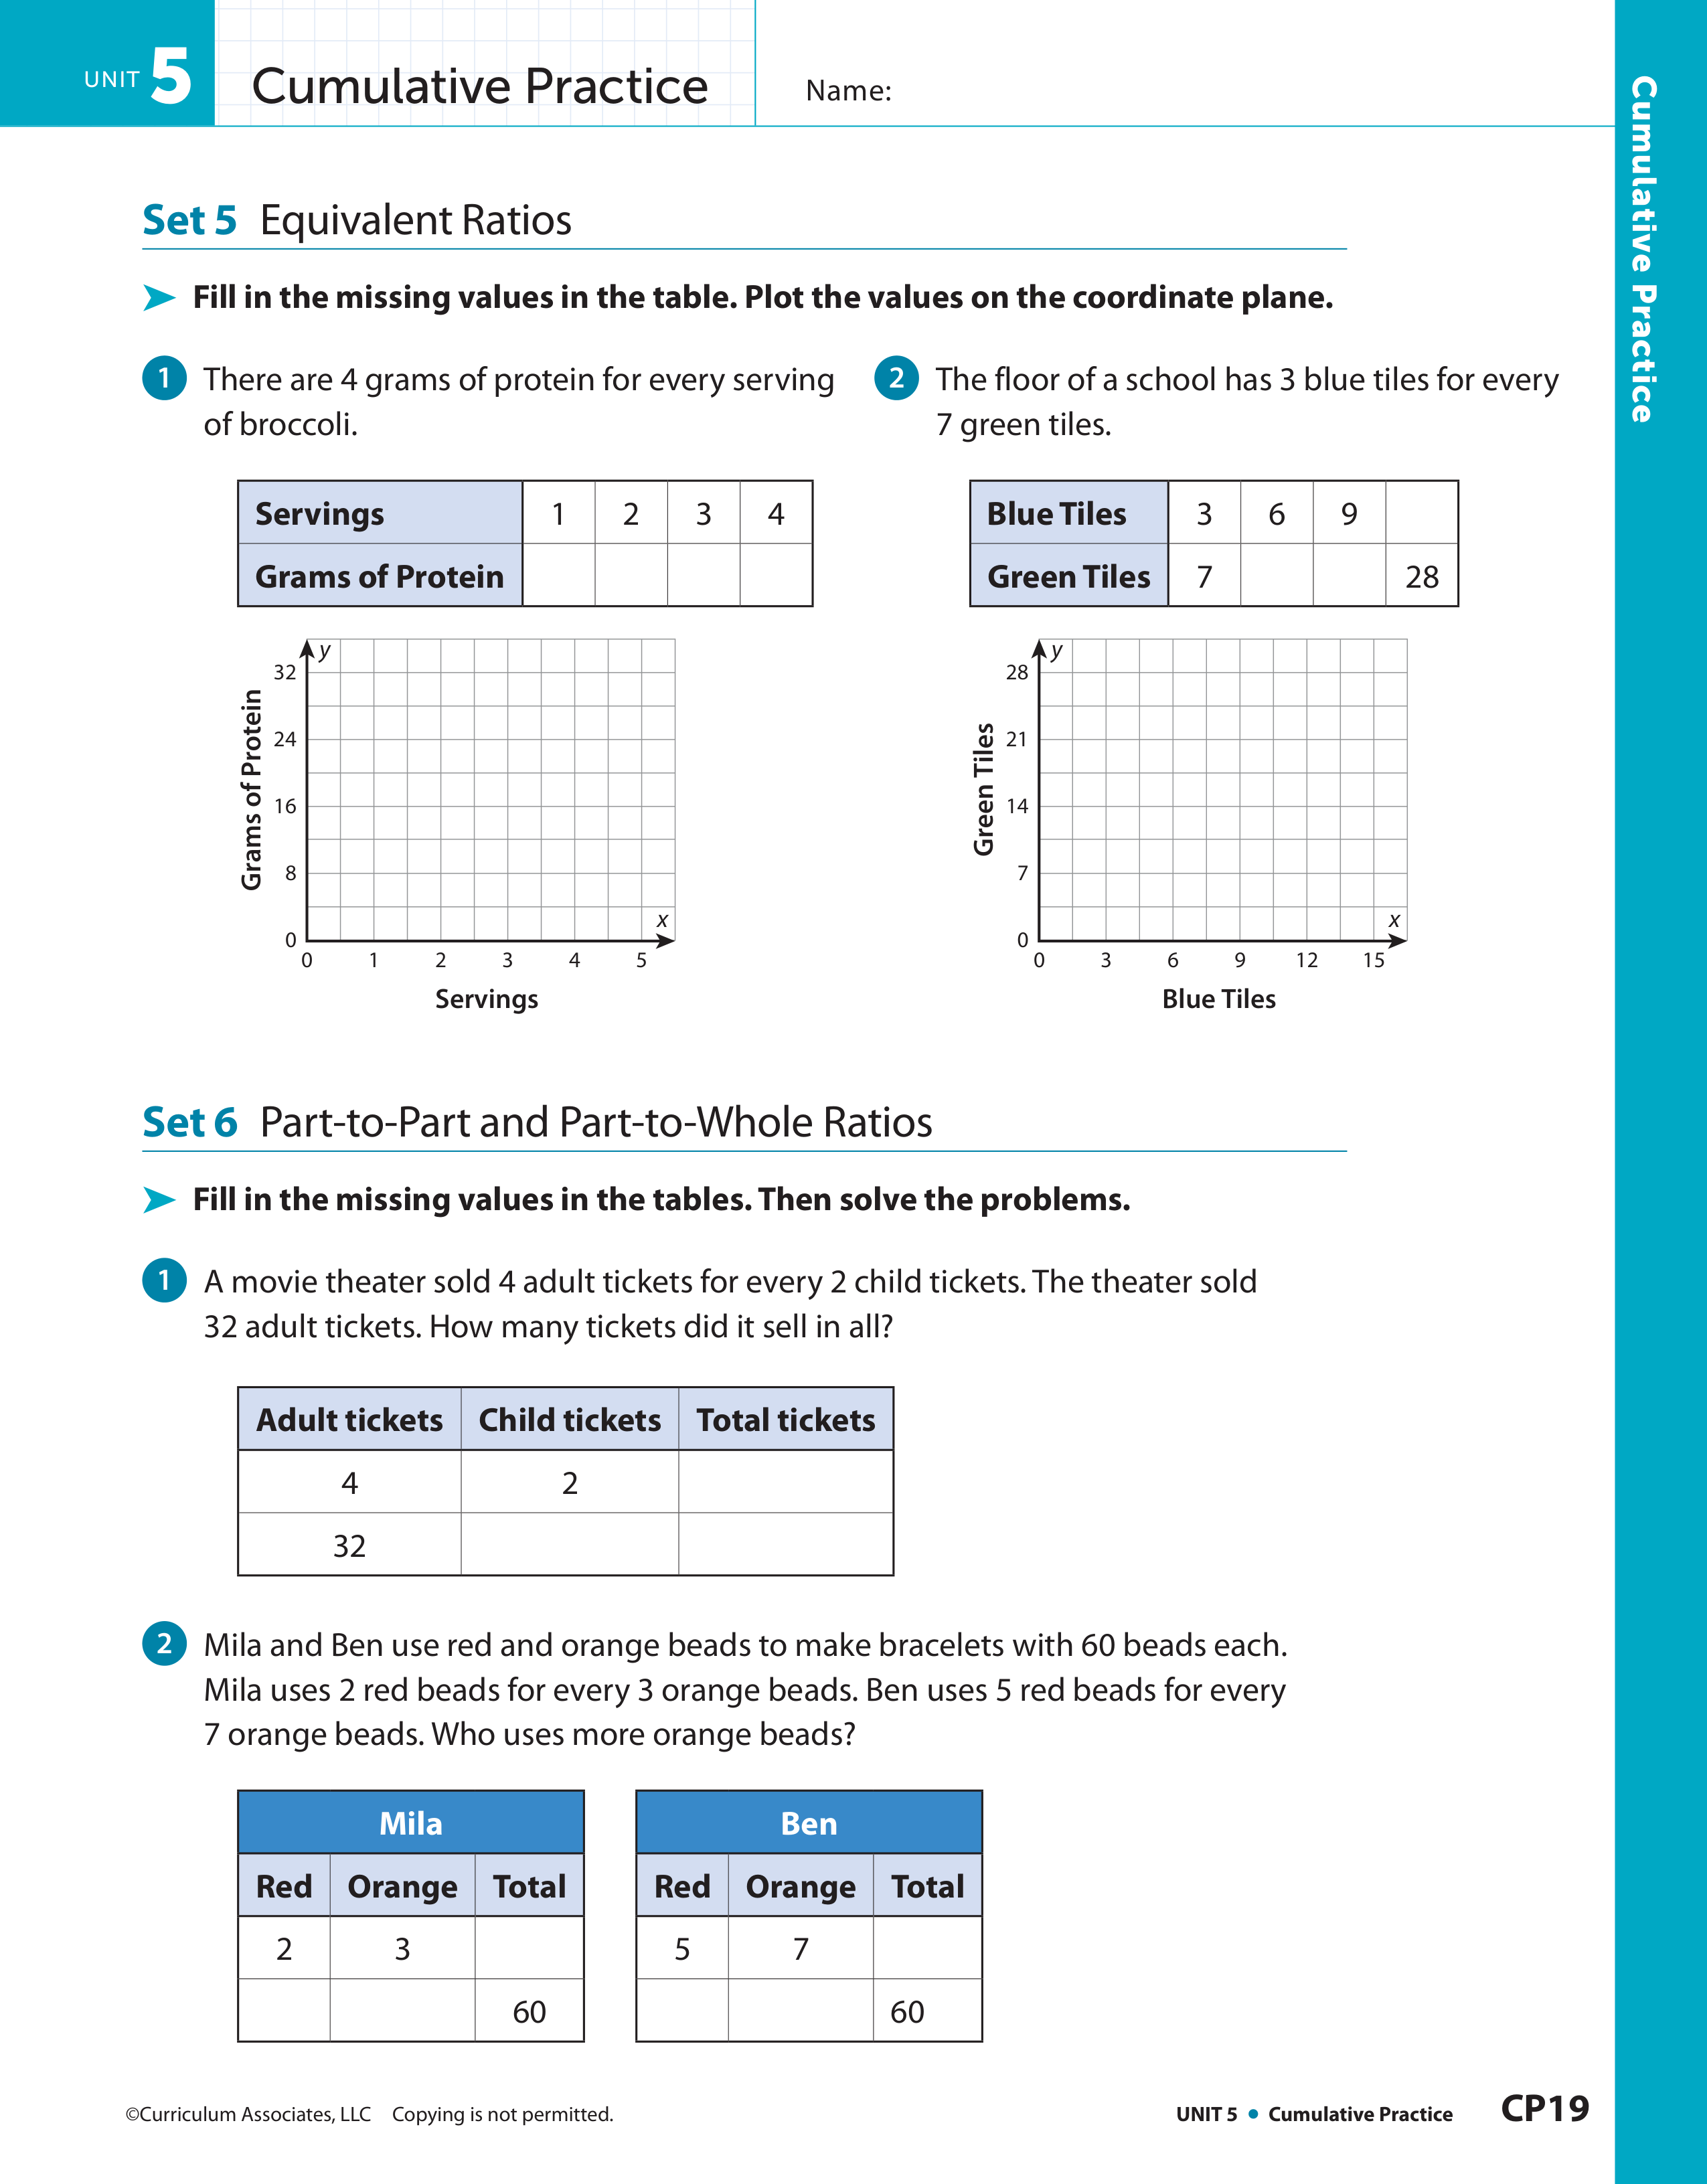 UNIT 5 Cumulative Practice Name:
Cumulative Practice
Set 5 Equivalent Ratios
Fill in the missing values in the table. Plot the values on the coordinate plane.
1 There are 4 grams of protein for every serving
of broccoli.
Servings 1 2 3 4
Grams of Protein
y
32
24
16
8
0
Grams of Protein
x
0 1 2 3 4 5
Servings
2 The floor of a school has 3 blue tiles for every
7 green tiles.
Blue Tiles 3 6 9
Green Tiles 7 28
y
28
21
14
7
0
Green Tiles
x
0 3 6 9 12 15
Blue Tiles
Set 6 Part-to-Part and Part-to-Whole Ratios
Fill in the missing values in the tables. Then solve the problems.
1 A movie theater sold 4 adult tickets for every 2 child tickets. The theater sold
32 adult tickets. How many tickets did it sell in all?
Adult tickets Child tickets Total tickets
4 2
32
2 Mila and Ben use red and orange beads to make bracelets with 60 beads each.
Mila uses 2 red beads for every 3 orange beads. Ben uses 5 red beads for every
7 orange beads. Who uses more orange beads?
Mila
Red Orange Total
2 3
60
Ben
Red Orange Total
5 7
60
©Curriculum Associates, LLC Copying is not permitted.
UNIT 5 • Cumulative Practice CP19